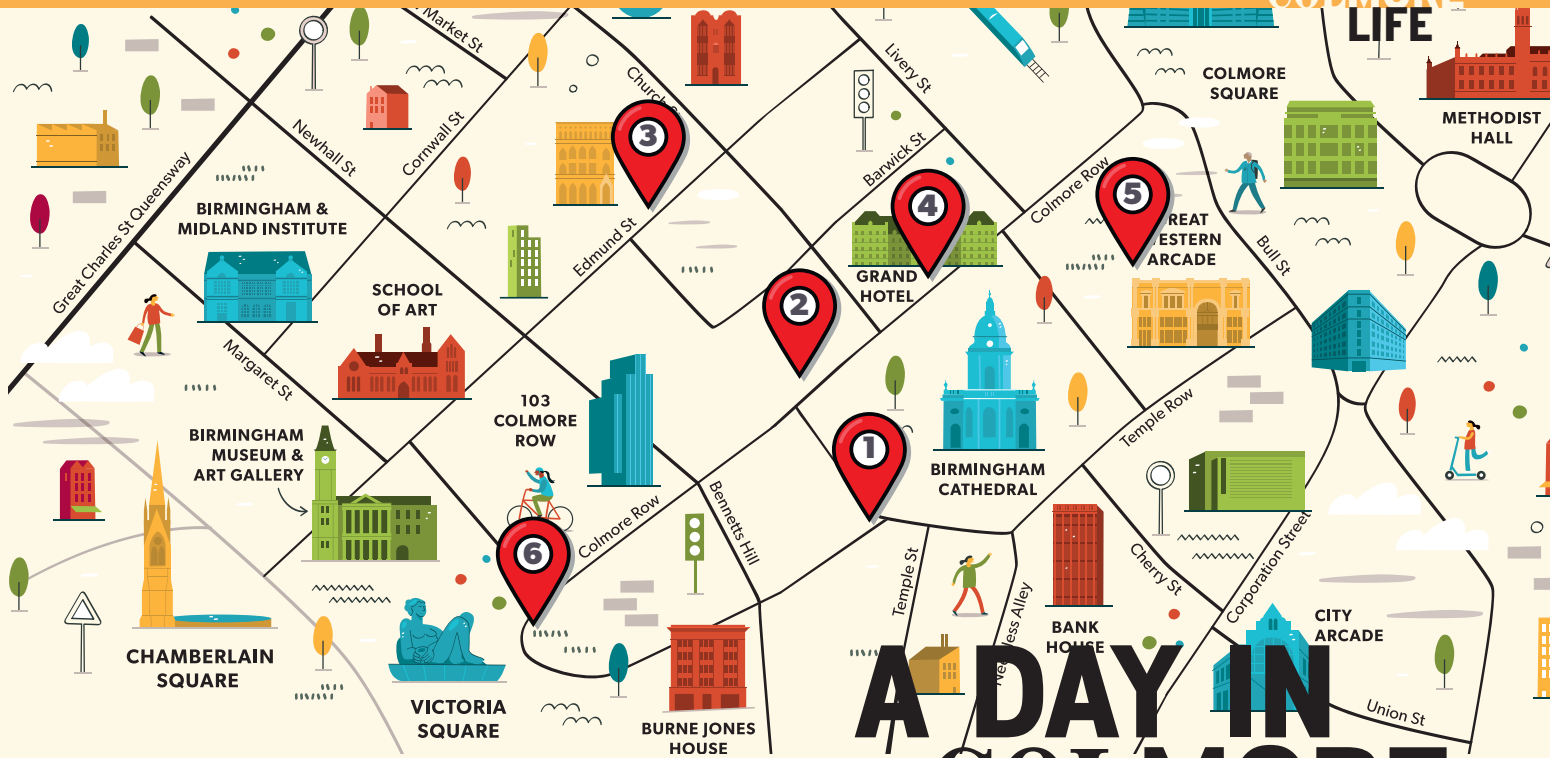 COLMORE
LIFE
Market St
Church S
Livery St
COLMORE
SQUARE
METHODIST
HALL
Newhall St
Cornwall St
3
Barwick St
Great Charles St Queensway
BIRMINGHAM &
MIDLAND INSTITUTE
Edmund St
4
Colmore Row
5
REAT
ESTERN
ARCADE
Bull St
GRAND
HOTEL
SCHOOL
OF ART
2
Margaret St
103
COLMORE
ROW
Temple Row
BIRMINGHAM
MUSEUM &
ART GALLERY
1
BIRMINGHAM
CATHEDRAL
Colmore Row
Bennetts Hill
6
Temple St
Cherry St
Corporation Street
BANK
HOUSE
CITY
ARCADE
CHAMBERLAIN
SQUARE
VICTORIA
SQUARE
BURNE JONES
HOUSE
Union St
A DAY IN
COLMORE